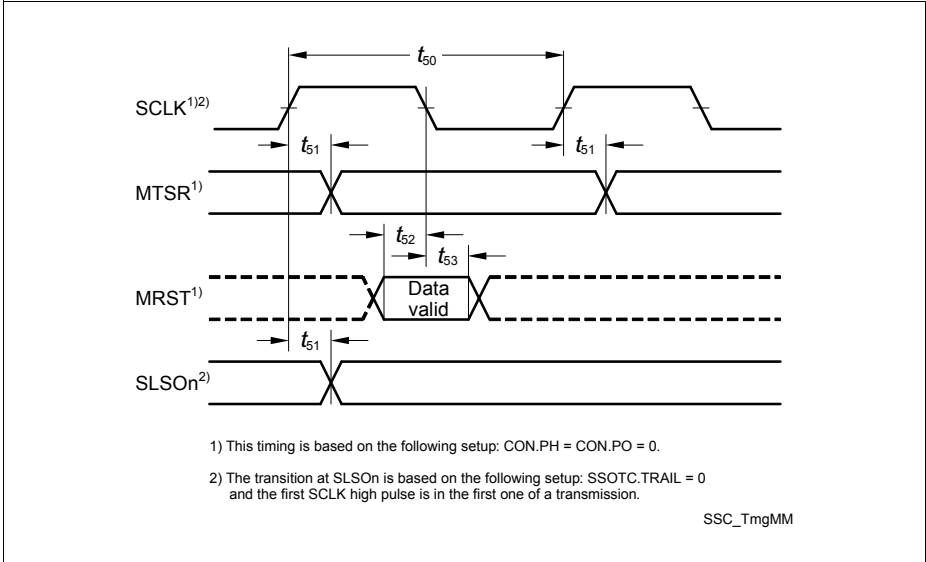 t50
SCLK1)2)
t51 t51
MTSR1)
t52
t53
MRST1) Data
valid
t51
SLSOn2)
1) This timing is based on the following setup: CON.PH = CON.PO = 0.
2) The transition at SLSOn is based on the following setup: SSOTC.TRAIL = 0
and the first SCLK high pulse is in the first one of a transmission.
SSC_TmgMM